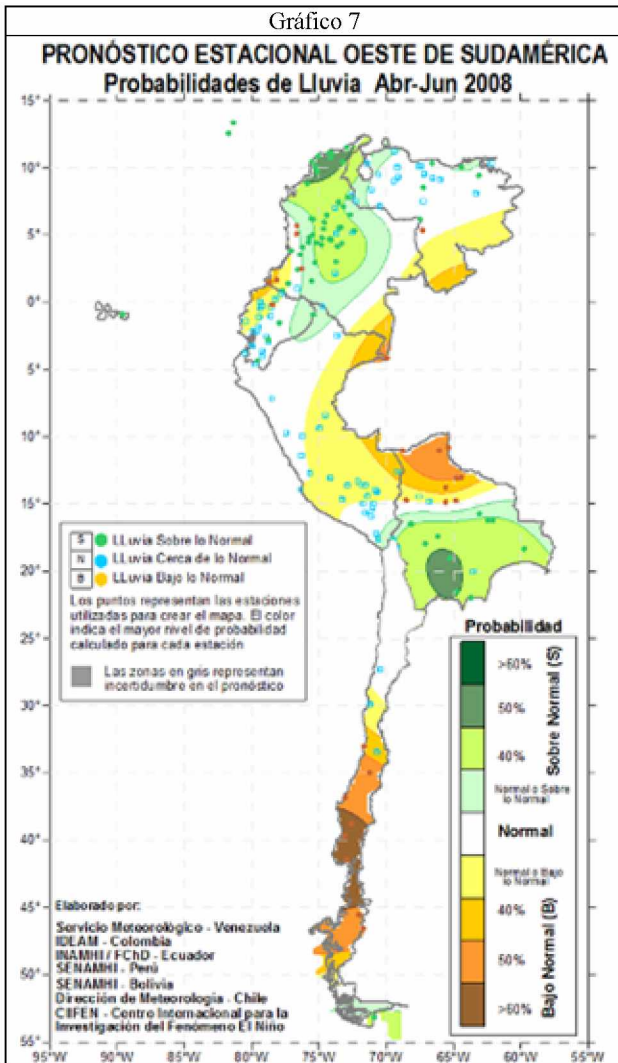 Gráfico 7
PRONÓSTICO ESTACIONAL OESTE DE SUDAMÉRICA
Probabilidades de Lluvia Abr-Jun 2008
15°
10°
5°
0°
5°
10°
15°
20°
25°
30°
35°
40°
45°
50°
55°
S LLuvia Sobre lo Normal
N LLuvia Cerca de lo Normal
B LLuvia Bajo lo Normal
Los puntos representan las estaciones
utilizadas para crear el mapa. El color
indica el mayor nivel de probabilidad
calculado para cada estación
Las zonas en gris representan
incertidumbre en el pronóstico
Probabilidad
>60%
50%
40%
Normal o Sobre
lo Normal
Normal
Normal o Bajo
lo Normal
40%
50%
>60%
Sobre Normal (S)
Bajo Normal (B)
Elaborado por:
Servicio Meteorológico - Venezuela
IDEAM - Colombia
INAMHI / FChD - Ecuador
SENAMHI - Perú
SENAMHI - Bolivia
Dirección de Meteorología - Chile
CIIFEN - Centro Internacional para la
Investigación del Fenómeno El Niño
95°W 90°W 85°W 80°W 75°W 70°W 65°W 60°W 55°W